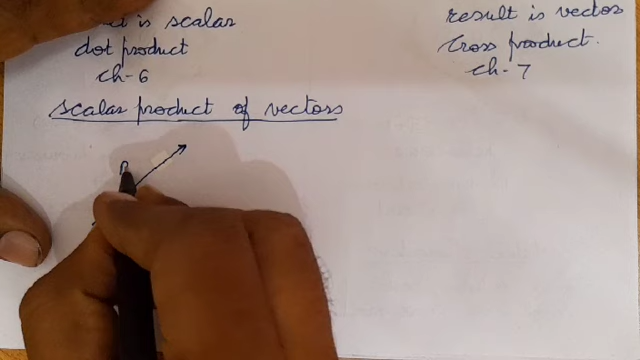 is scalar
result is vector
dot product
Cross product.
ch-6
ch-7
scalar product of vectors